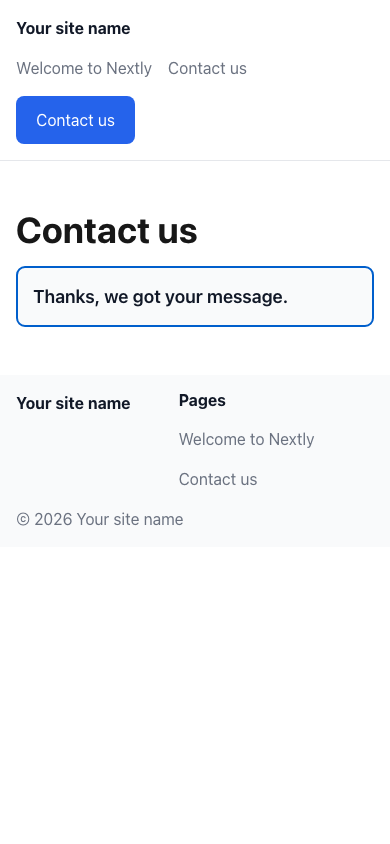 Your site name
Welcome to Nextly Contact us
Contact us
Contact us
Thanks, we got your message.
Your site name
Pages
Welcome to Nextly
Contact us
© 2026 Your site name